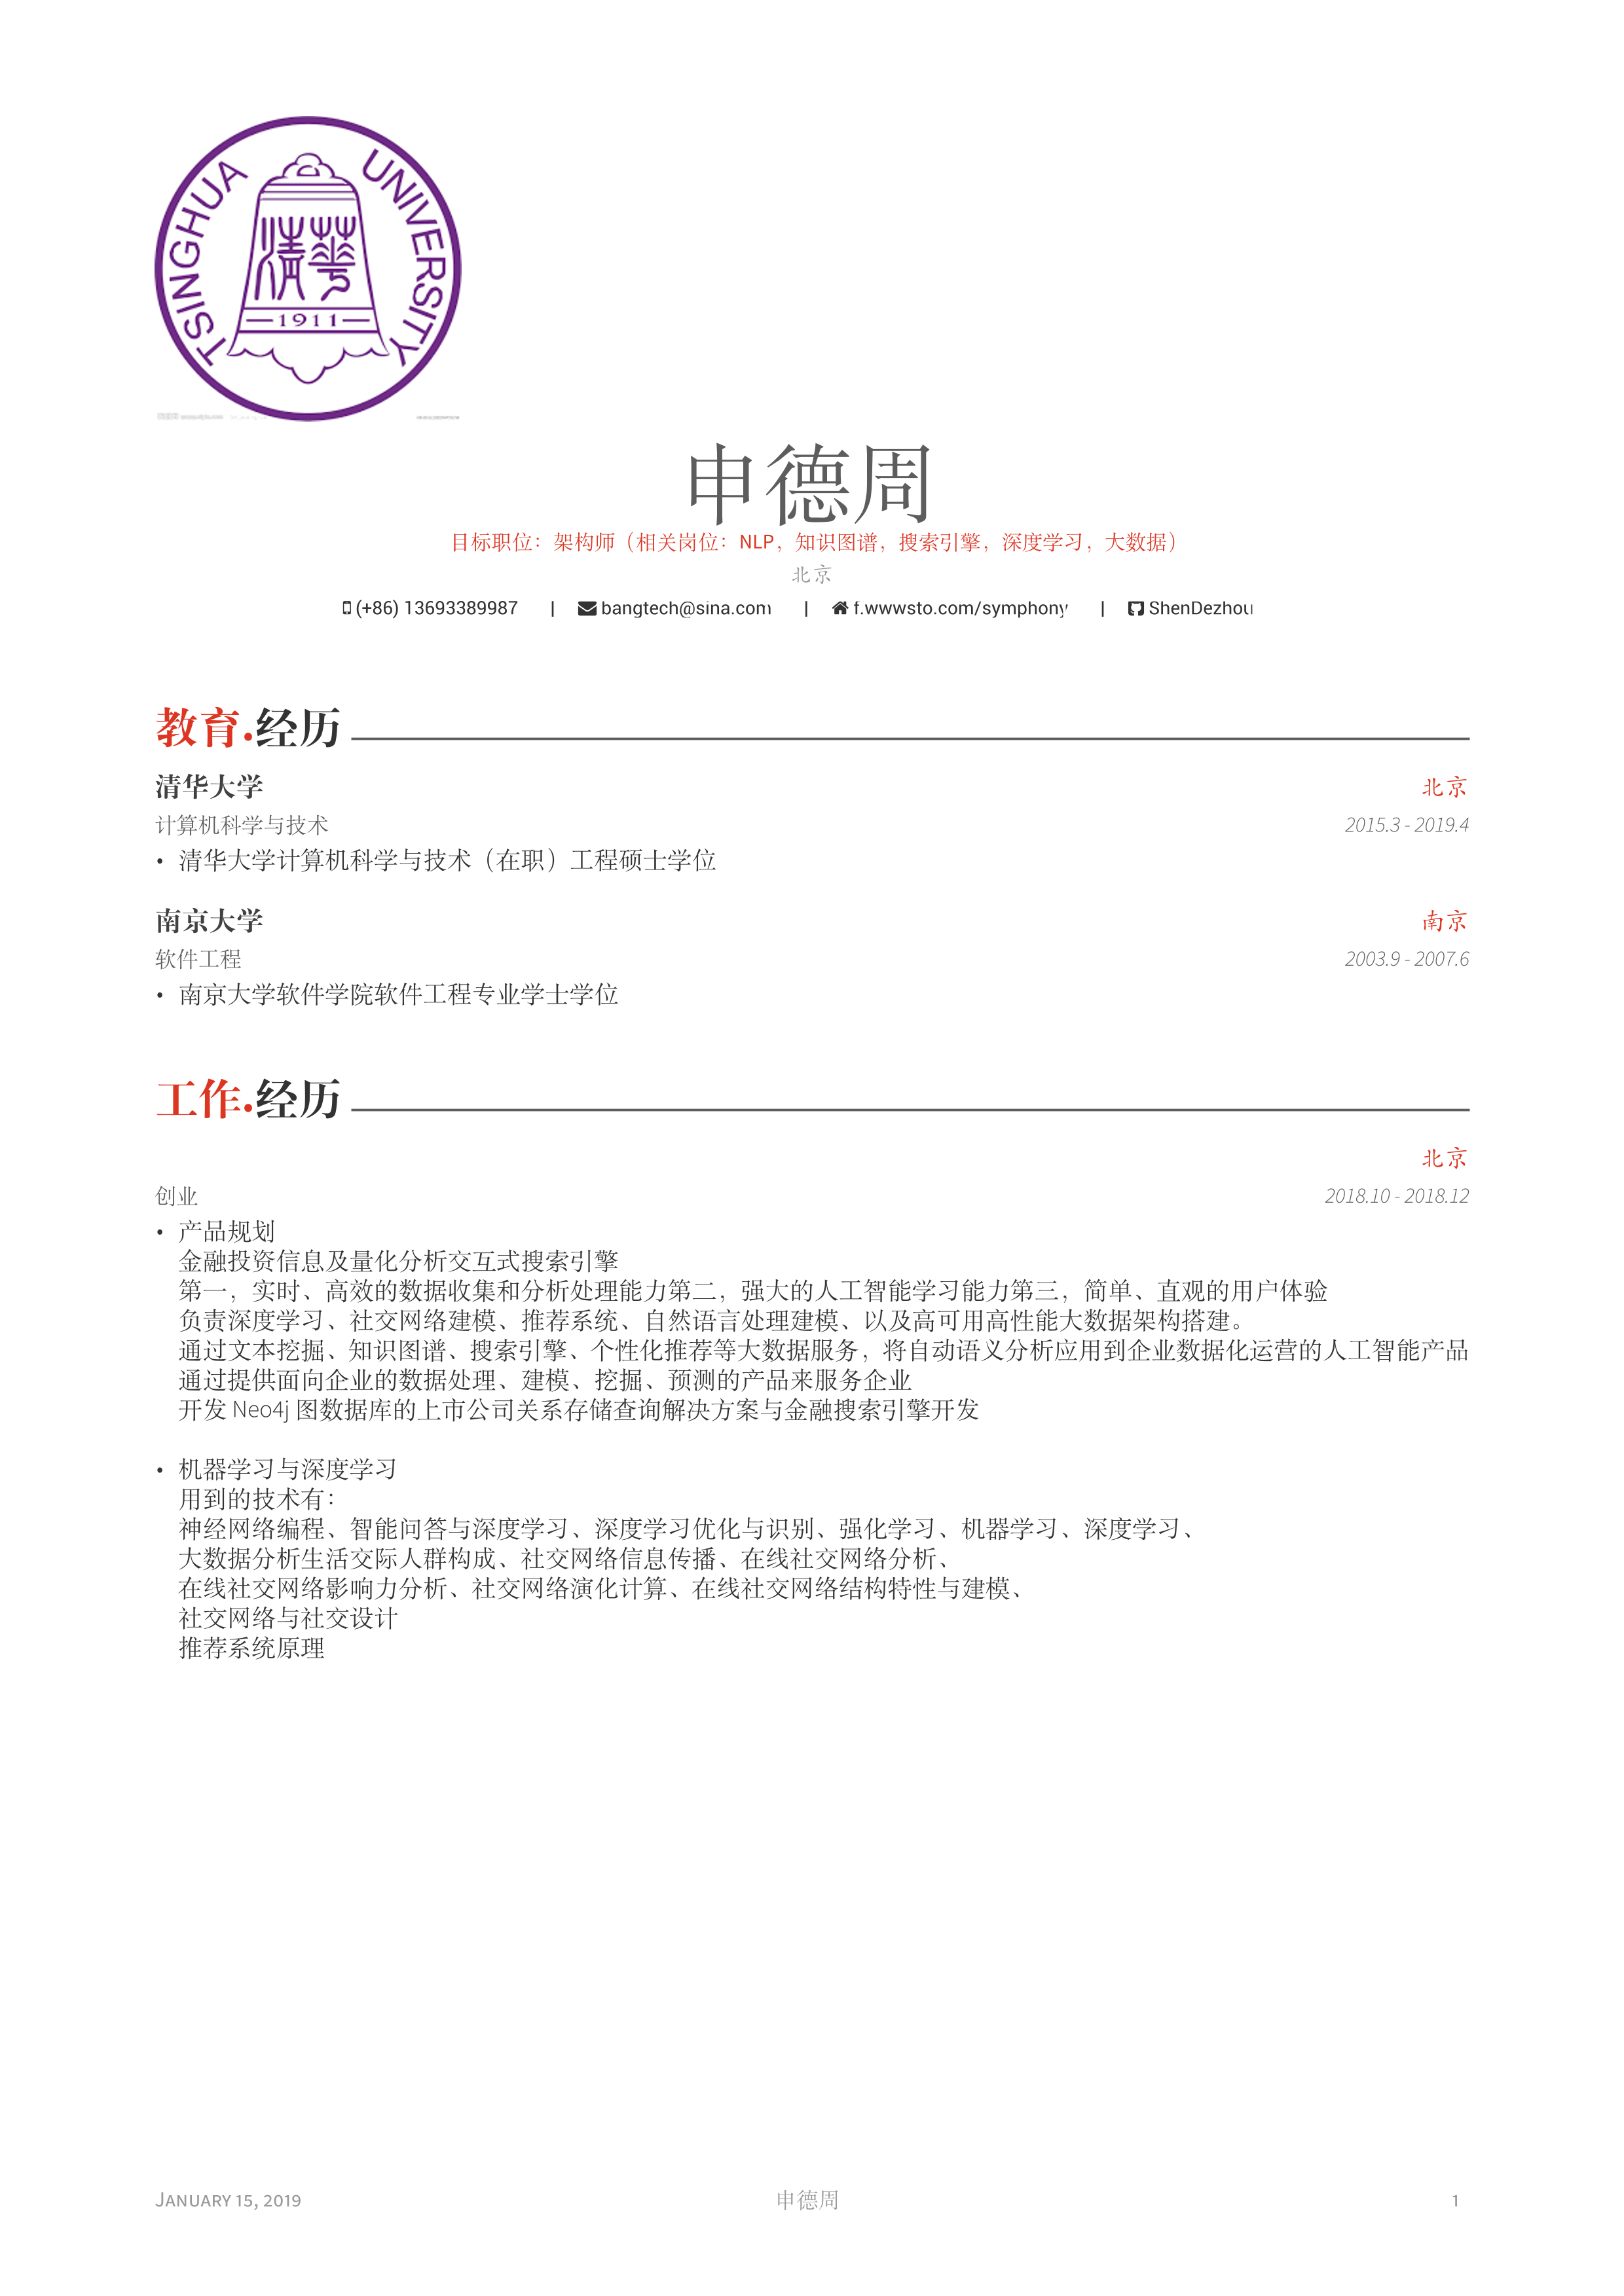 TSINGHUA UNIVERSITY
清華
1911
申德周
目标职位：架构师（相关岗位：NLP，知识图谱，搜索引擎，深度学习，大数据）
北京
(+86) 13693389987 | bangtech@sina.com | f.wwwsto.com/symphony | ShenDezhou
教育.经历
清华大学 北京
计算机科学与技术 2015.3 - 2019.4
• 清华大学计算机科学与技术（在职）工程硕士学位
南京大学 南京
软件工程 2003.9 - 2007.6
• 南京大学软件学院软件工程专业学士学位
工作.经历
北京
创业 2018.10 - 2018.12
• 产品规划
金融投资信息及量化分析交互式搜索引擎
第一，实时、高效的数据收集和分析处理能力第二，强大的人工智能学习能力第三，简单、直观的用户体验
负责深度学习、社交网络建模、推荐系统、自然语言处理建模、以及高可用高性能大数据架构搭建。
通过文本挖掘、知识图谱、搜索引擎、个性化推荐等大数据服务，将自动语义分析应用到企业数据化运营的人工智能产品
通过提供面向企业的数据处理、建模、挖掘、预测的产品来服务企业
开发 Neo4j 图数据库的上市公司关系存储查询解决方案与金融搜索引擎开发
• 机器学习与深度学习
用到的技术有：
神经网络编程、智能问答与深度学习、深度学习优化与识别、强化学习、机器学习、深度学习、
大数据分析生活交际人群构成、社交网络信息传播、在线社交网络分析、
在线社交网络影响力分析、社交网络演化计算、在线社交网络结构特性与建模、
社交网络与社交设计
推荐系统原理
JANUARY 15, 2019 申德周 1